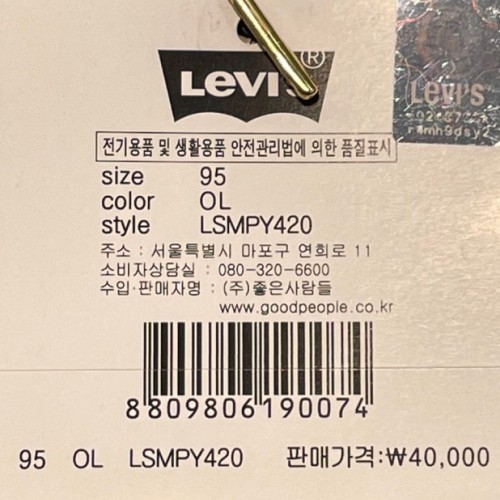 Levi's ®
Levi's
전기용품 및 생활용품 안전관리법에 의한 품질표시
size 95
color OL
style LSMPY420
주소 : 서울특별시 마포구 연희로 11
소비자상담실 : 080-320-6600
수입·판매자명 : (주)좋은사람들
www.goodpeople.co.kr
8809806190074
95 OL LSMPY420 판매가격:₩40,000